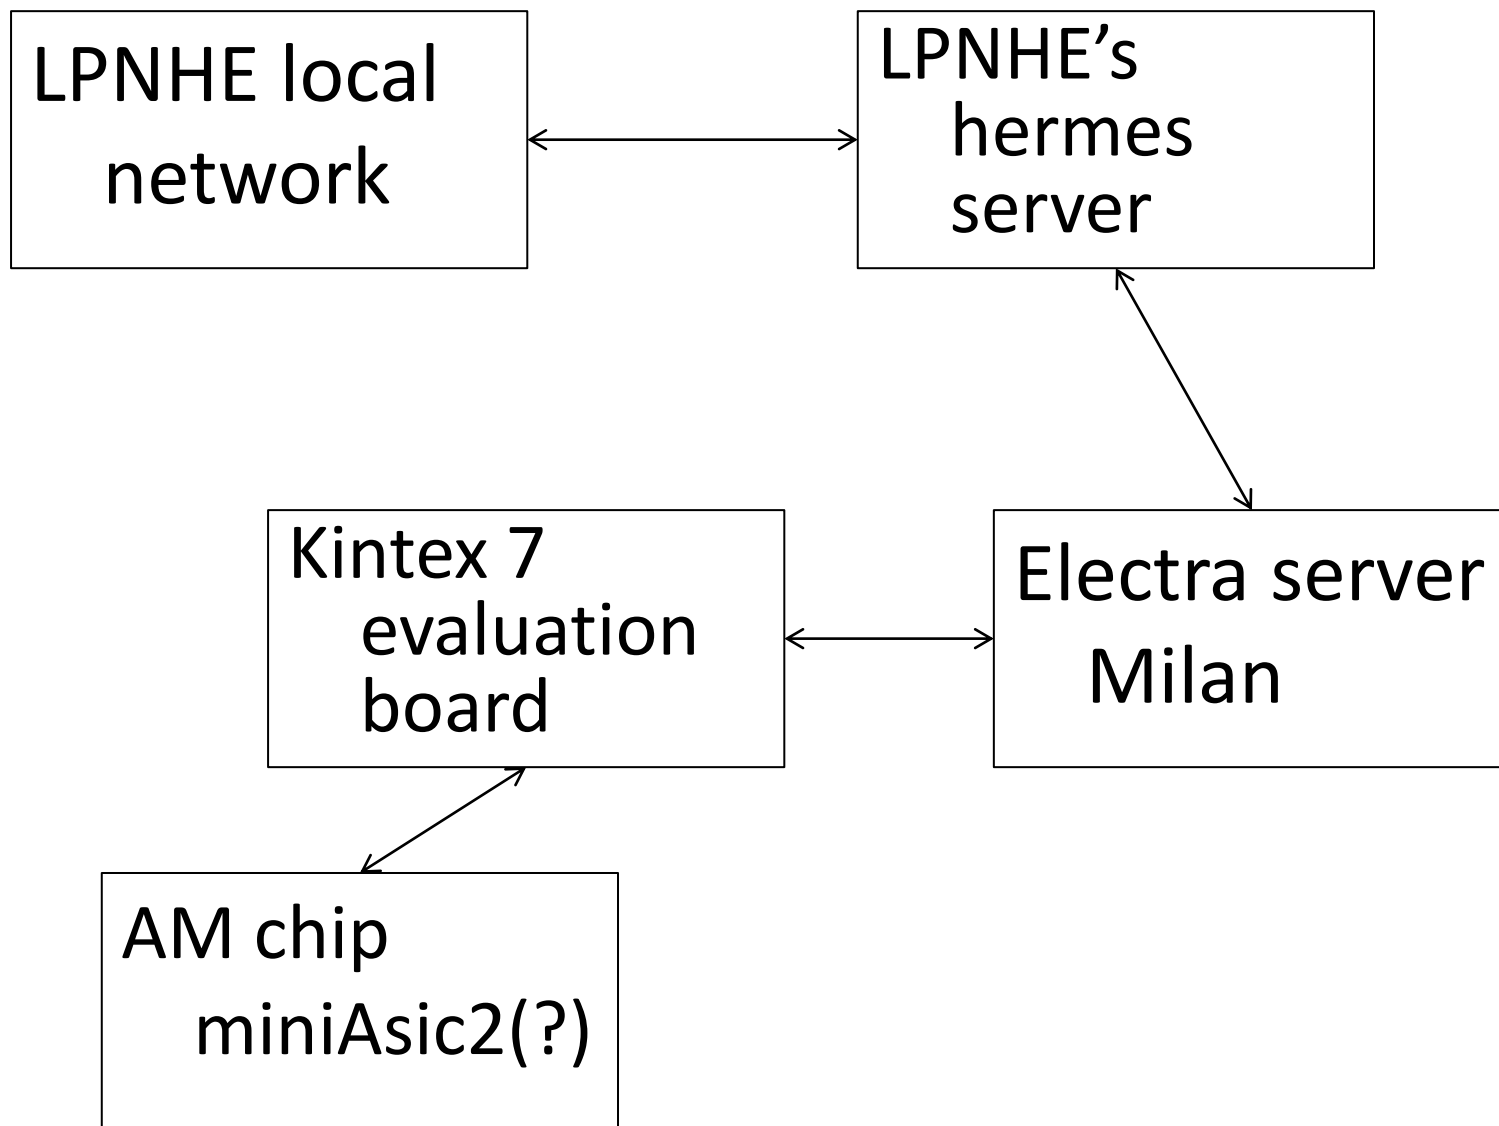 LPNHE local
network
LPNHE’s
hermes
server
Kintex 7
evaluation
board
Electra server
Milan
AM chip
miniAsic2(?)